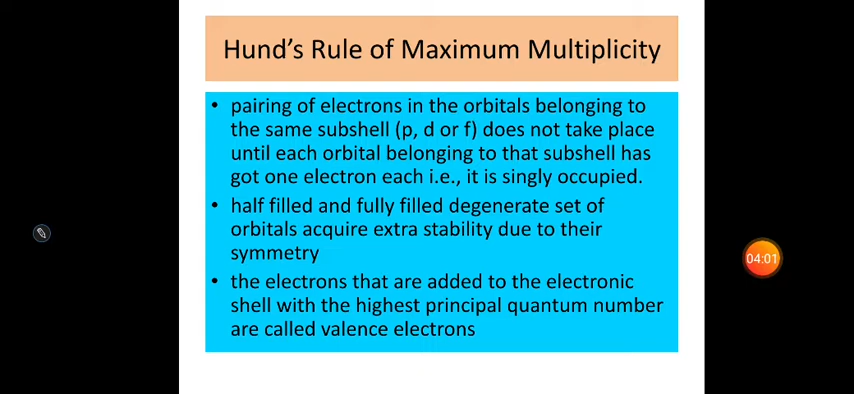 Hund’s Rule of Maximum Multiplicity
• pairing of electrons in the orbitals belonging to
the same subshell (p, d or f) does not take place
until each orbital belonging to that subshell has
got one electron each i.e., it is singly occupied.
• half filled and fully filled degenerate set of
orbitals acquire extra stability due to their
symmetry
• the electrons that are added to the electronic
shell with the highest principal quantum number
are called valence electrons
04:01